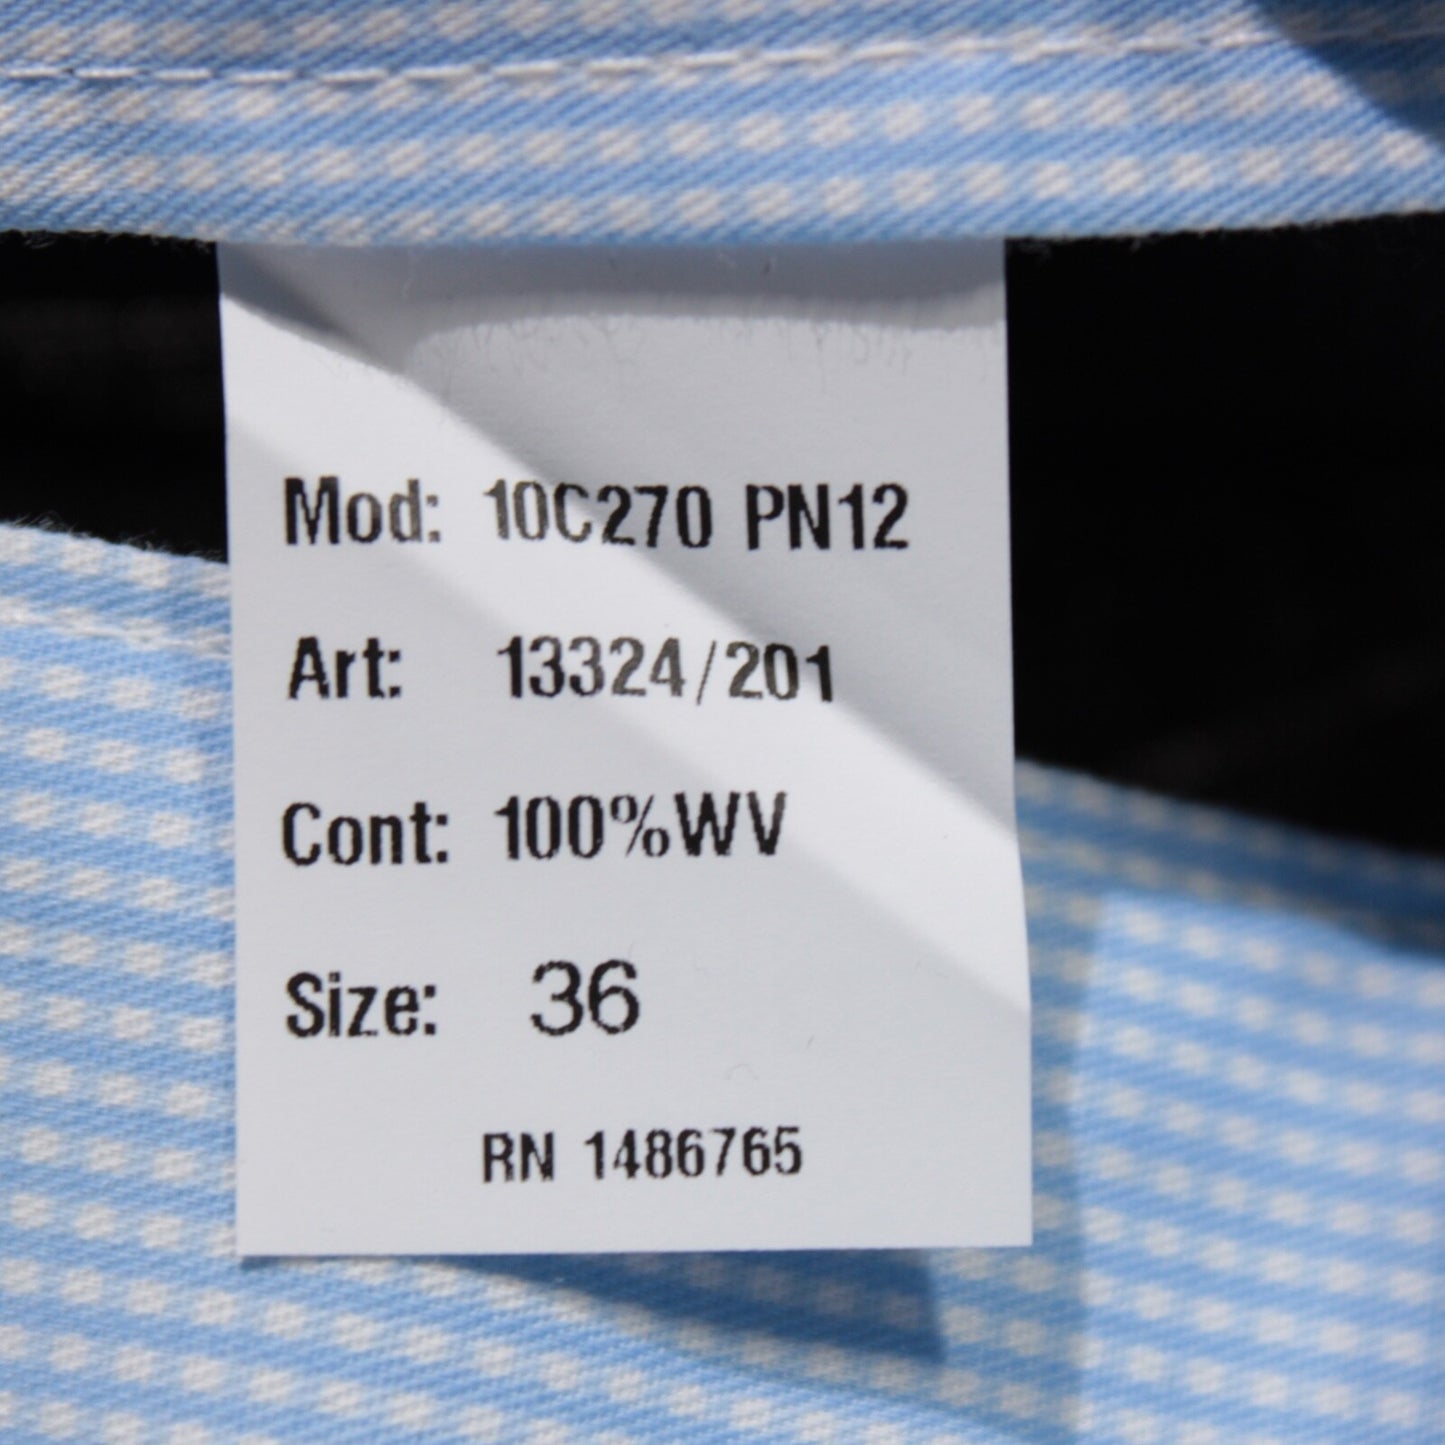 Mod: 10C270 PN12
Art: 13324/201
Cont: 100%WV
Size: 36
RN 1486765